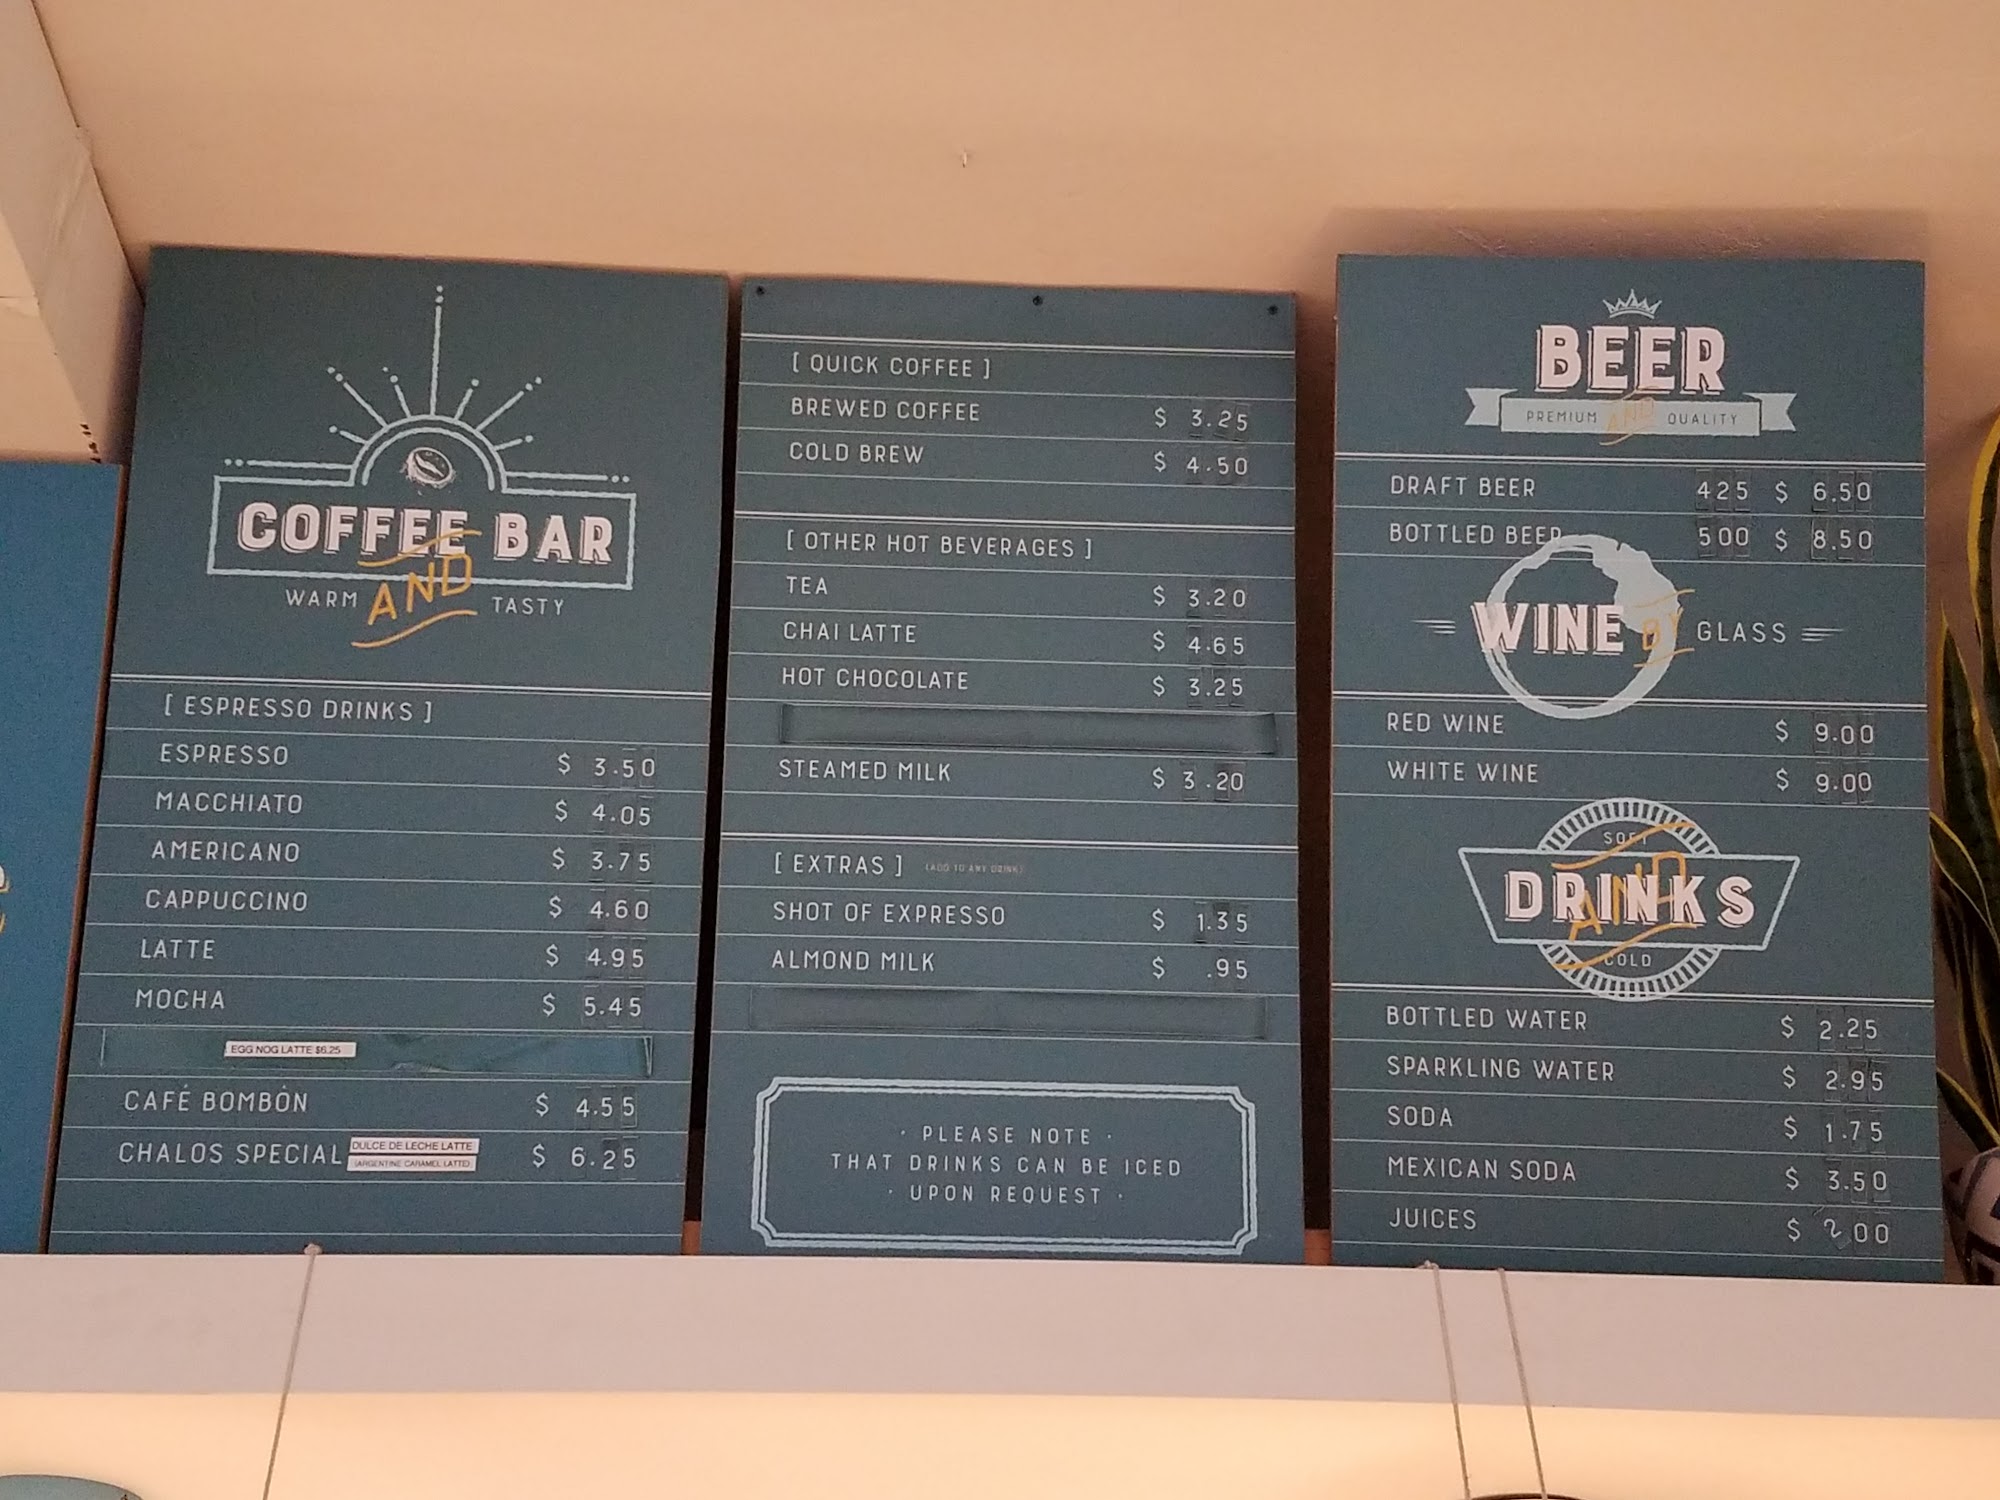 COFFEE BAR
WARM AND TASTY
[ ESPRESSO DRINKS ]
ESPRESSO $ 3.50
MACCHIATO $ 4.05
AMERICANO $ 3.75
CAPPUCCINO $ 4.60
LATTE $ 4.95
MOCHA $ 5.45
EGG NOG LATTE $6.25
CAFÉ BOMBÓN $ 4.55
CHALOS SPECIAL DULCE DE LECHE LATTE $ 6.25
(ARGENTINE CARAMEL LATTE)
[ QUICK COFFEE ]
BREWED COFFEE $ 3.25
COLD BREW $ 4.50
[ OTHER HOT BEVERAGES ]
TEA $ 3.20
CHAI LATTE $ 4.65
HOT CHOCOLATE $ 3.25
STEAMED MILK $ 3.20
[ EXTRAS ] (ADD TO ANY DRINK)
SHOT OF EXPRESSO $ 1.35
ALMOND MILK $ .95
· PLEASE NOTE ·
THAT DRINKS CAN BE ICED
· UPON REQUEST ·
BEER
PREMIUM AND QUALITY
DRAFT BEER 425 $ 6.50
BOTTLED BEER 500 $ 8.50
WINE BY GLASS
RED WINE $ 9.00
WHITE WINE $ 9.00
SOFT
DRINKS AND
COLD
BOTTLED WATER $ 2.25
SPARKLING WATER $ 2.95
SODA $ 1.75
MEXICAN SODA $ 3.50
JUICES $ 2.00